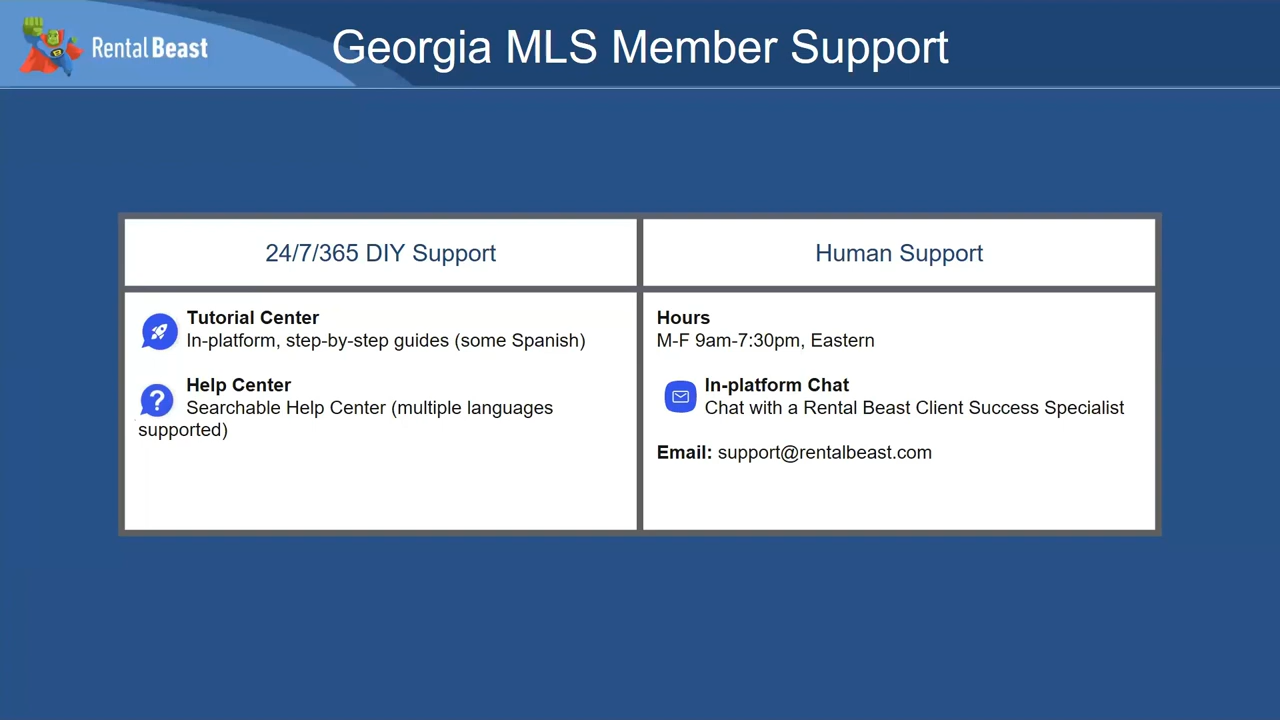 Rental Beast
Georgia MLS Member Support
24/7/365 DIY Support
Tutorial Center
In-platform, step-by-step guides (some Spanish)
Help Center
Searchable Help Center (multiple languages
supported)
Human Support
Hours
M-F 9am-7:30pm, Eastern
In-platform Chat
Chat with a Rental Beast Client Success Specialist
Email: support@rentalbeast.com